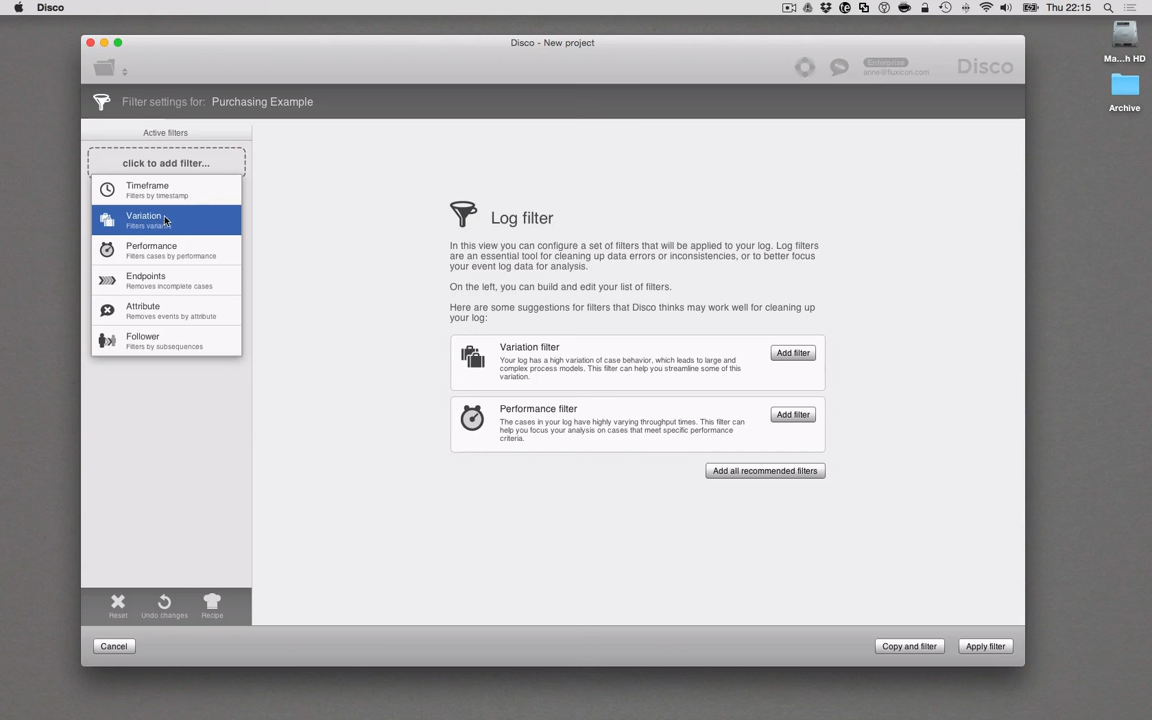 Disco
Thu 22:15
Disco - New project
Enterprise
anne@fluxicon.com
Disco
Ma...h HD
Archive
Filter settings for: Purchasing Example
Active filters
click to add filter...
Timeframe
Filters by timestamp
Variation
Filters
Performance
Filters cases by performance
Endpoints
Removes incomplete cases
Attribute
Removes events by attribute
Follower
Filters by subsequences
Log filter
In this view you can configure a set of filters that will be applied to your log. Log filters
are an essential tool for cleaning up data errors or inconsistencies, or to better focus
your event log data for analysis.
On the left, you can build and edit your list of filters.
Here are some suggestions for filters that Disco thinks may work well for cleaning up
your log:
Variation filter
Your log has a high variation of case behavior, which leads to large and
complex process models. This filter can help you streamline some of this
variation.
Add filter
Performance filter
The cases in your log have highly varying throughput times. This filter can
help you focus your analysis on cases that meet specific performance
criteria.
Add filter
Add all recommended filters
Reset
Undo changes
Recipe
Cancel
Copy and filter
Apply filter